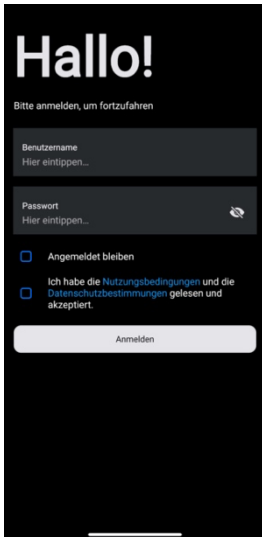 Hallo!
Bitte anmelden, um fortzufahren
Benutzername
Hier eintippen...
Passwort
Hier eintippen...
Angemeldet bleiben
Ich habe die Nutzungsbedingungen und die
Datenschutzbestimmungen gelesen und
akzeptiert.
Anmelden